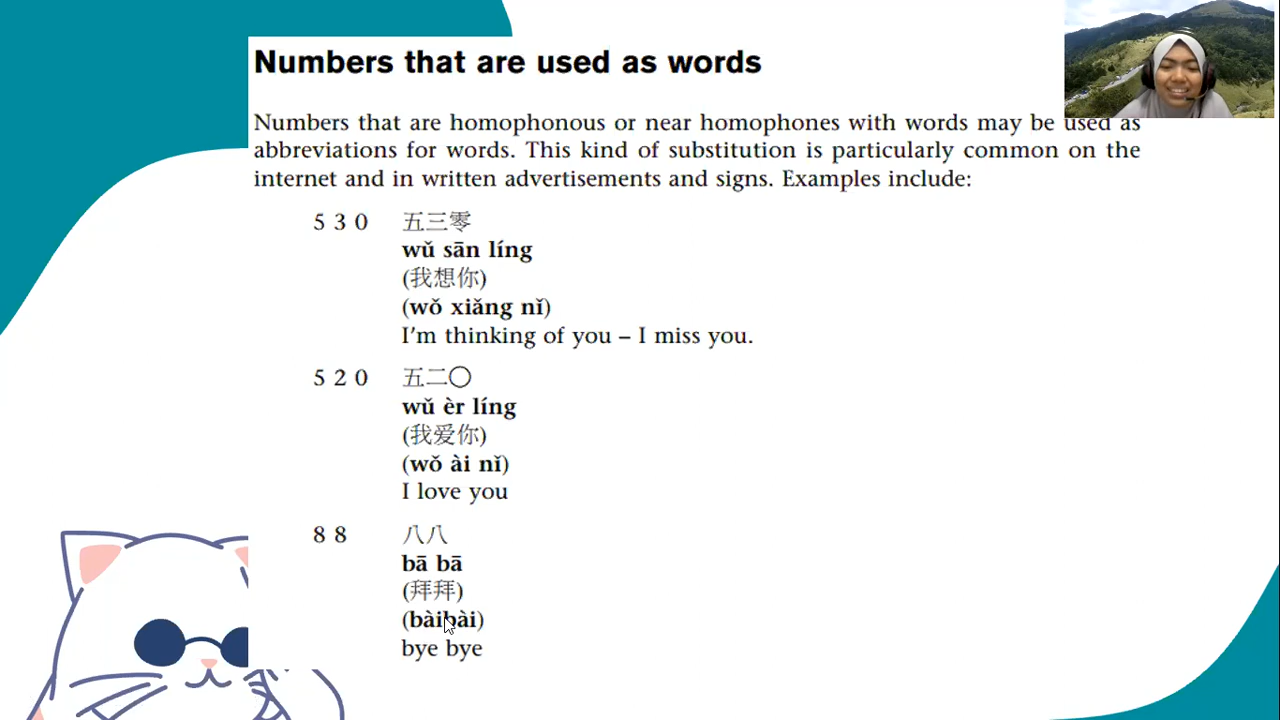 Numbers that are used as words
Numbers that are homophonous or near homophones with words may be used as
abbreviations for words. This kind of substitution is particularly common on the
internet and in written advertisements and signs. Examples include:
5 3 0 五三零
wǔ sān líng
(我想你)
(wǒ xiǎng nǐ)
I'm thinking of you – I miss you.
5 2 0 五二〇
wǔ èr líng
(我爱你)
(wǒ ài nǐ)
I love you
8 8 八八
bā bā
(拜拜)
(bàibài)
bye bye